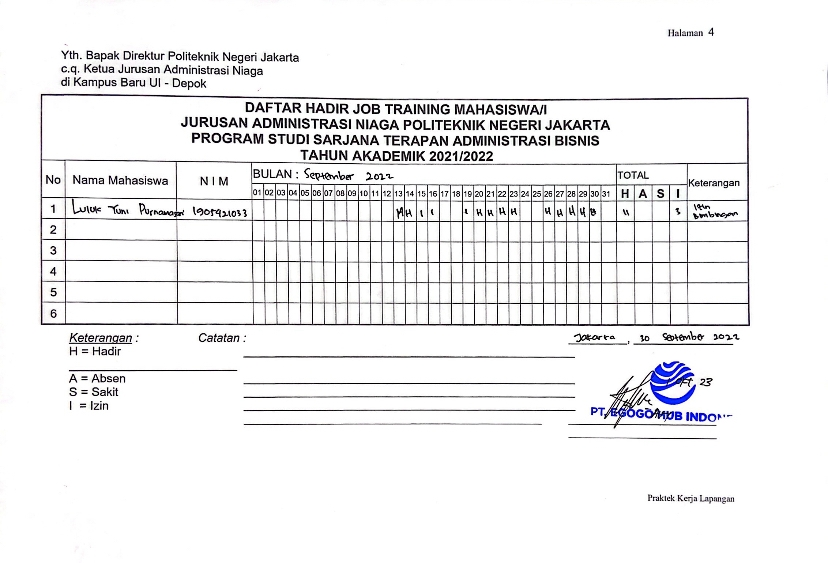 Halaman 4
Yth. Bapak Direktur Politeknik Negeri Jakarta
c.q. Ketua Jurusan Administrasi Niaga
di Kampus Baru UI - Depok
DAFTAR HADIR JOB TRAINING MAHASISWA/I
JURUSAN ADMINISTRASI NIAGA POLITEKNIK NEGERI JAKARTA
PROGRAM STUDI SARJANA TERAPAN ADMINISTRASI BISNIS
TAHUN AKADEMIK 2021/2022
No Nama Mahasiswa N I M BULAN : September 2022 TOTAL Keterangan
01 02 03 04 05 06 07 08 09 10 11 12 13 14 15 16 17 18 19 20 21 22 23 24 25 26 27 28 29 30 31 H A S I
1 Luluk Yuni Purnamasari 1905421033 H H I I I H H H H H H H H H 11 3 Izin Bimbingan
2
3
4
5
6
Keterangan : Catatan : Jakarta, 30 September 2022
H = Hadir
A = Absen
S = Sakit
I = Izin
INDO
Praktek Kerja Lapangan